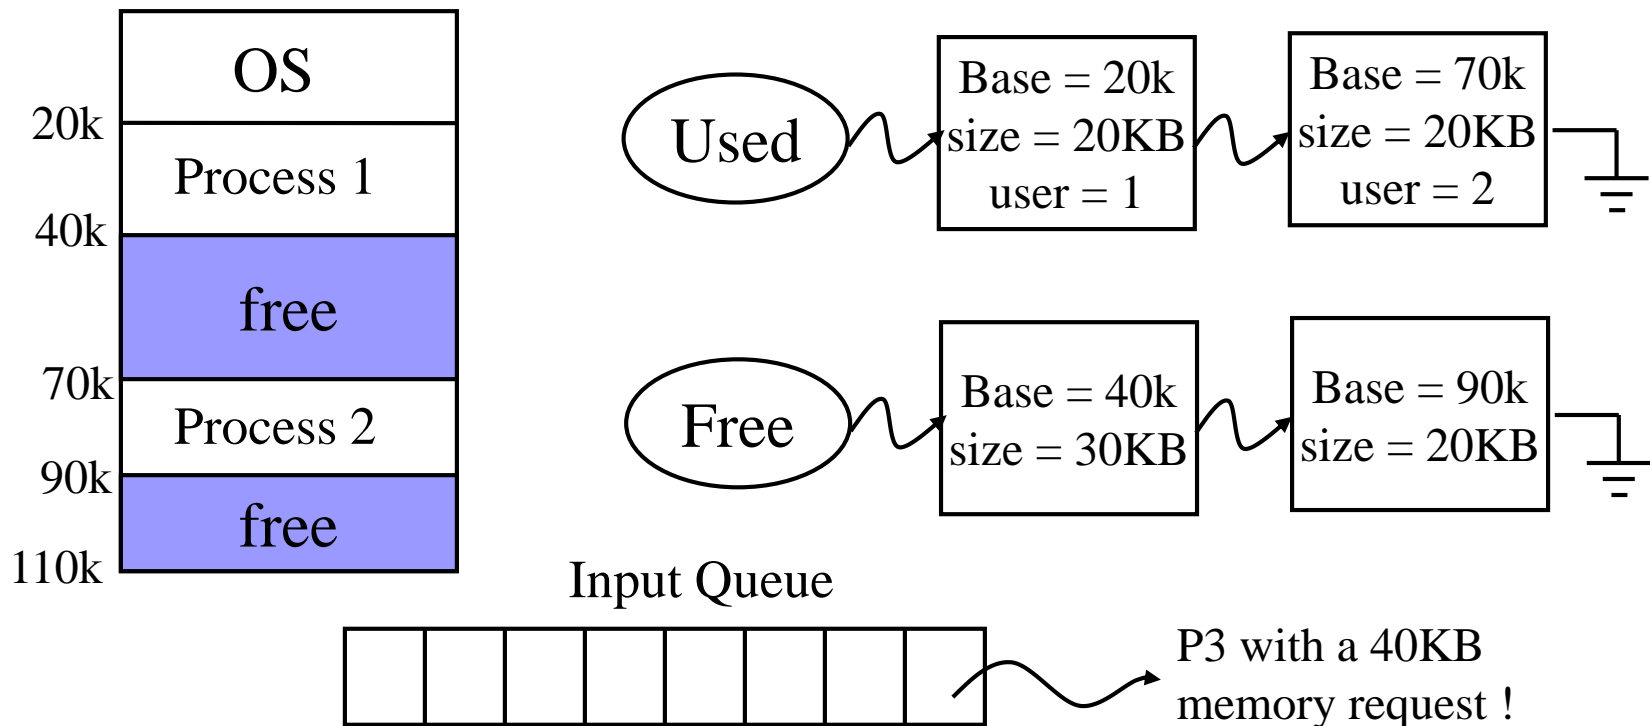 OS
20k
Process 1
40k
free
70k
Process 2
90k
free
110k
Used
Base = 20k
size = 20KB
user = 1
Base = 70k
size = 20KB
user = 2
Free
Base = 40k
size = 30KB
Base = 90k
size = 20KB
Input Queue
P3 with a 40KB
memory request !